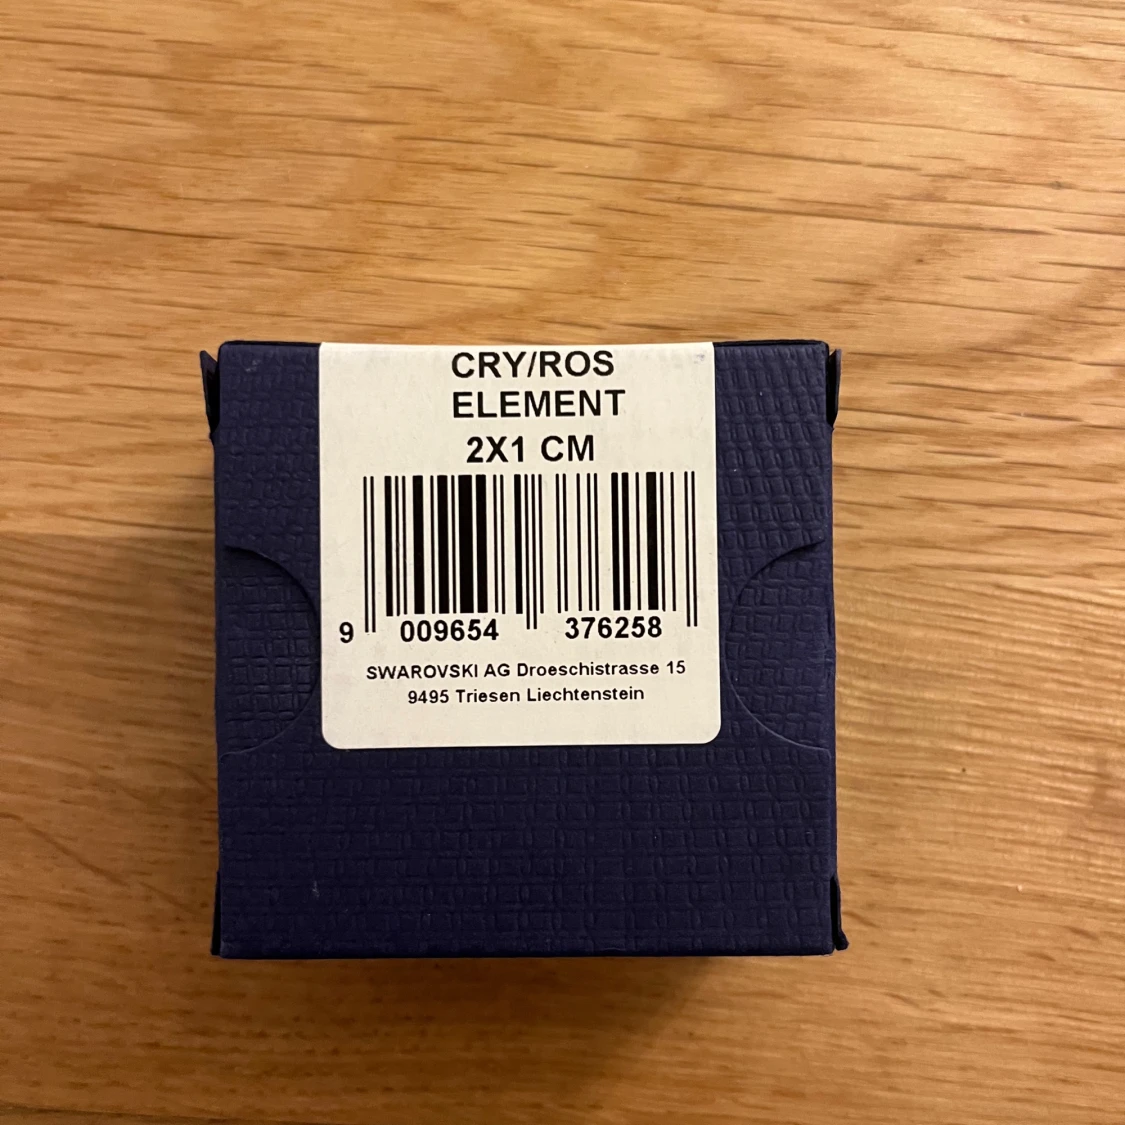 CRY/ROS
ELEMENT
2X1 CM
9 009654 376258
SWAROVSKI AG Droeschistrasse 15
9495 Triesen Liechtenstein